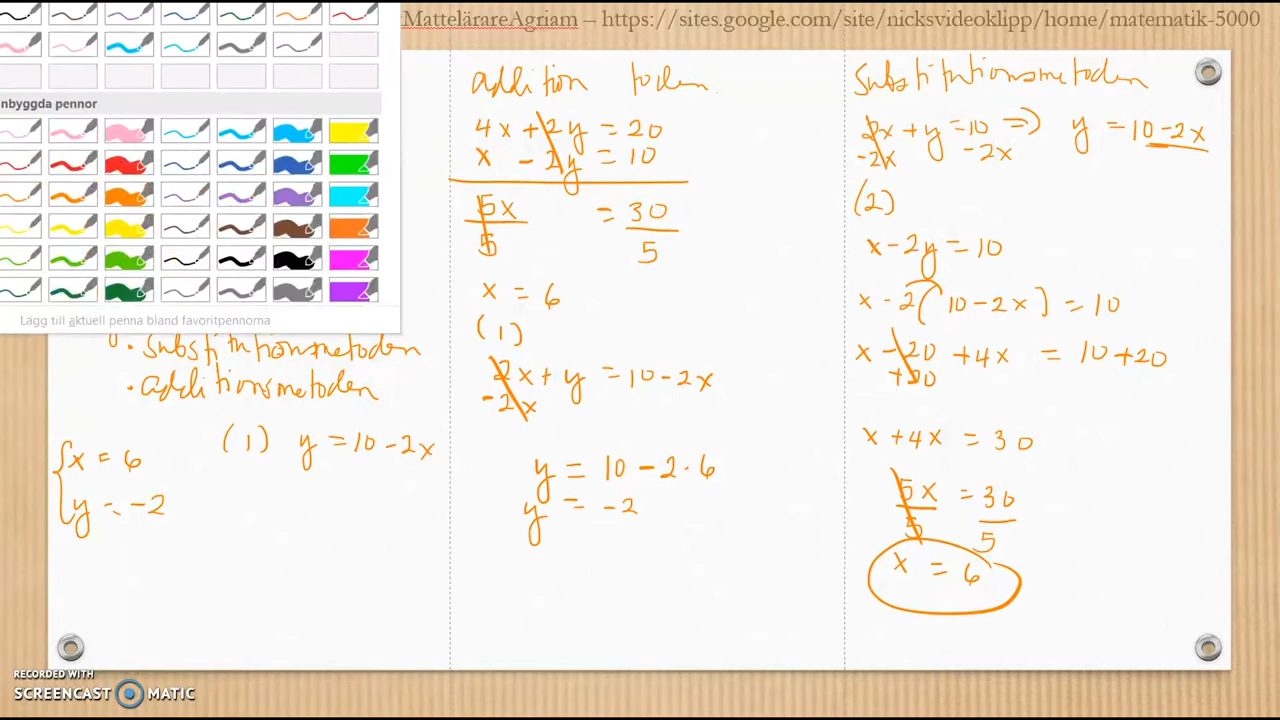 MattelärareAgriam – https://sites.google.com/site/nicksvideoklipp/home/matematik-5000
nbyggda pennor
Lägg till aktuell penna bland favoritpennorna
• substitutionsmetoden
• additionsmetoden
x = 6
y = -2
(1) y = 10 - 2x
addition toden
4x + 2y = 20
x - 2y = 10
5x = 30
5 5
x = 6
(1)
2x + y = 10 - 2x
-2x
y = 10 - 2 · 6
y = -2
Substitutionsmetoden
2x + y = 10 => y = 10 - 2x
-2x -2x
(2)
x - 2y = 10
x - 2(10 - 2x) = 10
x - 20 + 4x = 10 + 20
+20
x + 4x = 30
5x = 30
5 5
x = 6
RECORDED WITH
SCREENCAST MATIC